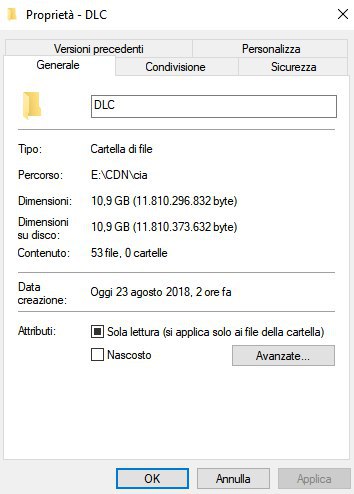 Proprietà - DLC
Versioni precedenti Personalizza
Generale Condivisione Sicurezza
DLC
Tipo: Cartella di file
Percorso: E:\CDN\cia
Dimensioni: 10,9 GB (11.810.296.832 byte)
Dimensioni
su disco: 10,9 GB (11.810.373.632 byte)
Contenuto: 53 file, 0 cartelle
Data
creazione: Oggi 23 agosto 2018, 2 ore fa
Attributi: Sola lettura (si applica solo ai file della cartella)
Nascosto Avanzate...
OK Annulla Applica